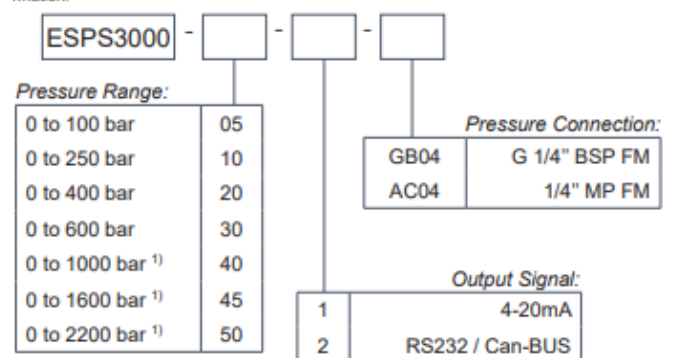 ESPS3000 - - -
Pressure Range:
0 to 100 bar 05
0 to 250 bar 10
0 to 400 bar 20
0 to 600 bar 30
0 to 1000 bar 1) 40
0 to 1600 bar 1) 45
0 to 2200 bar 1) 50
Pressure Connection:
GB04 G 1/4" BSP FM
AC04 1/4" MP FM
Output Signal:
1 4-20mA
2 RS232 / Can-BUS